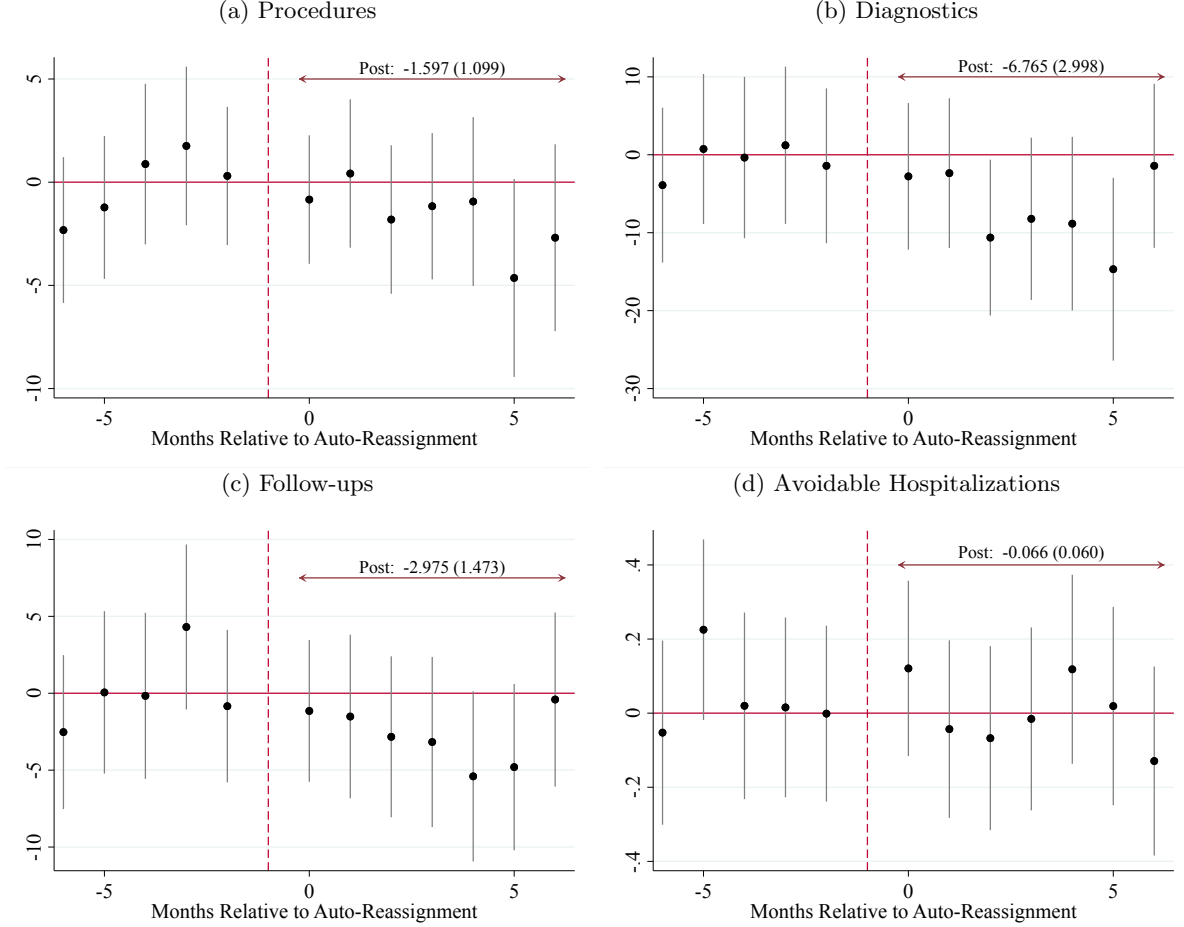 (a) Procedures
Post: -1.597 (1.099)
5
0
-5
-10
-5
0
5
Months Relative to Auto-Reassignment
(b) Diagnostics
Post: -6.765 (2.998)
10
0
-10
-20
-30
-5
0
5
Months Relative to Auto-Reassignment
(c) Follow-ups
Post: -2.975 (1.473)
10
5
0
-5
-10
-5
0
5
Months Relative to Auto-Reassignment
(d) Avoidable Hospitalizations
Post: -0.066 (0.060)
.4
.2
0
-.2
-.4
-5
0
5
Months Relative to Auto-Reassignment